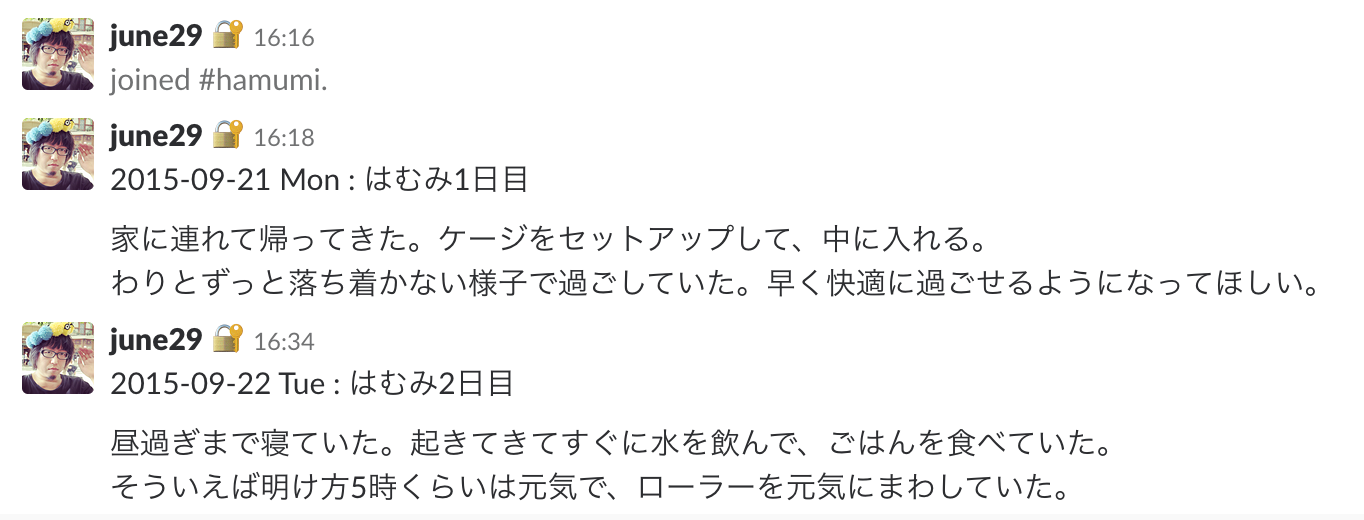 june29 🔐 16:16
joined #hamumi.
june29 🔐 16:18
2015-09-21 Mon : はむみ1日目
家に連れて帰ってきた。ケージをセットアップして、中に入れる。
わりとずっと落ち着かない様子で過ごしていた。早く快適に過ごせるようになってほしい。
june29 🔐 16:34
2015-09-22 Tue : はむみ2日目
昼過ぎまで寝ていた。起きてきてすぐに水を飲んで、ごはんを食べていた。
そういえば明け方5時くらいは元気で、ローラーを元気にまわしていた。